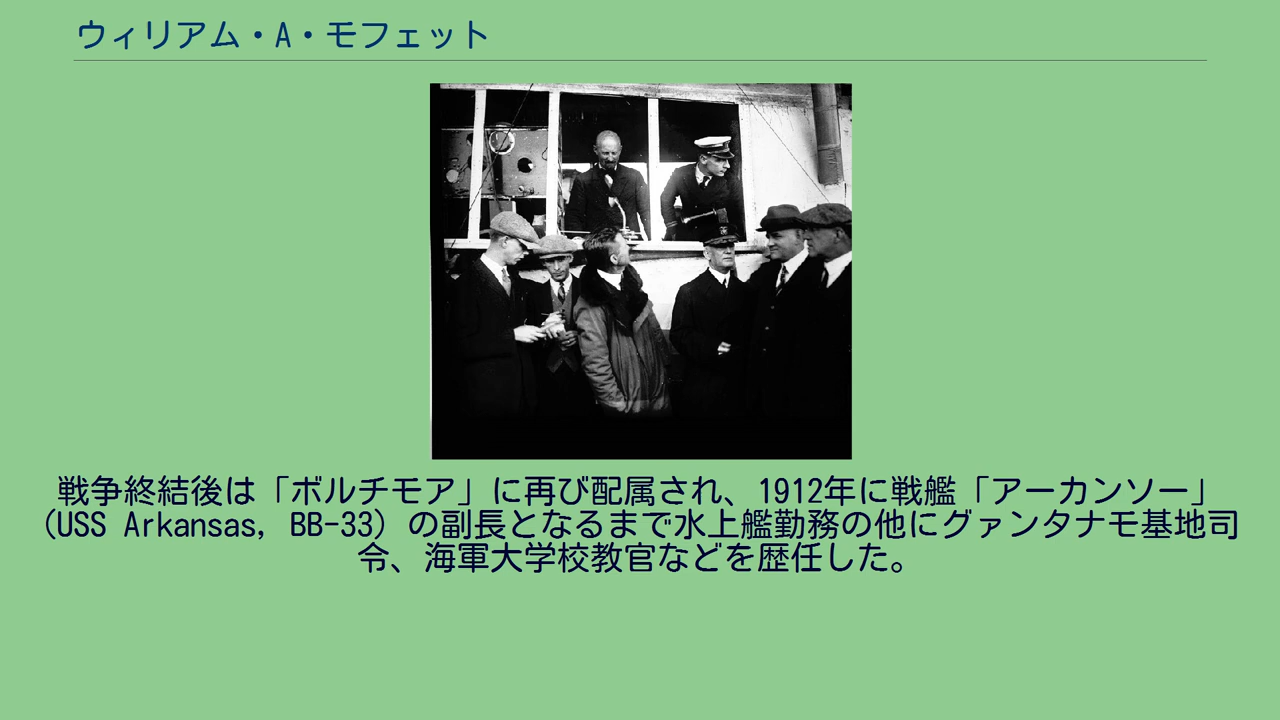 ウィリアム・A・モフェット
戦争終結後は「ボルチモア」に再び配属され、1912年に戦艦「アーカンソー」
(USS Arkansas, BB-33) の副長となるまで水上艦勤務の他にグァンタナモ基地司
令、海軍大学校教官などを歴任した。